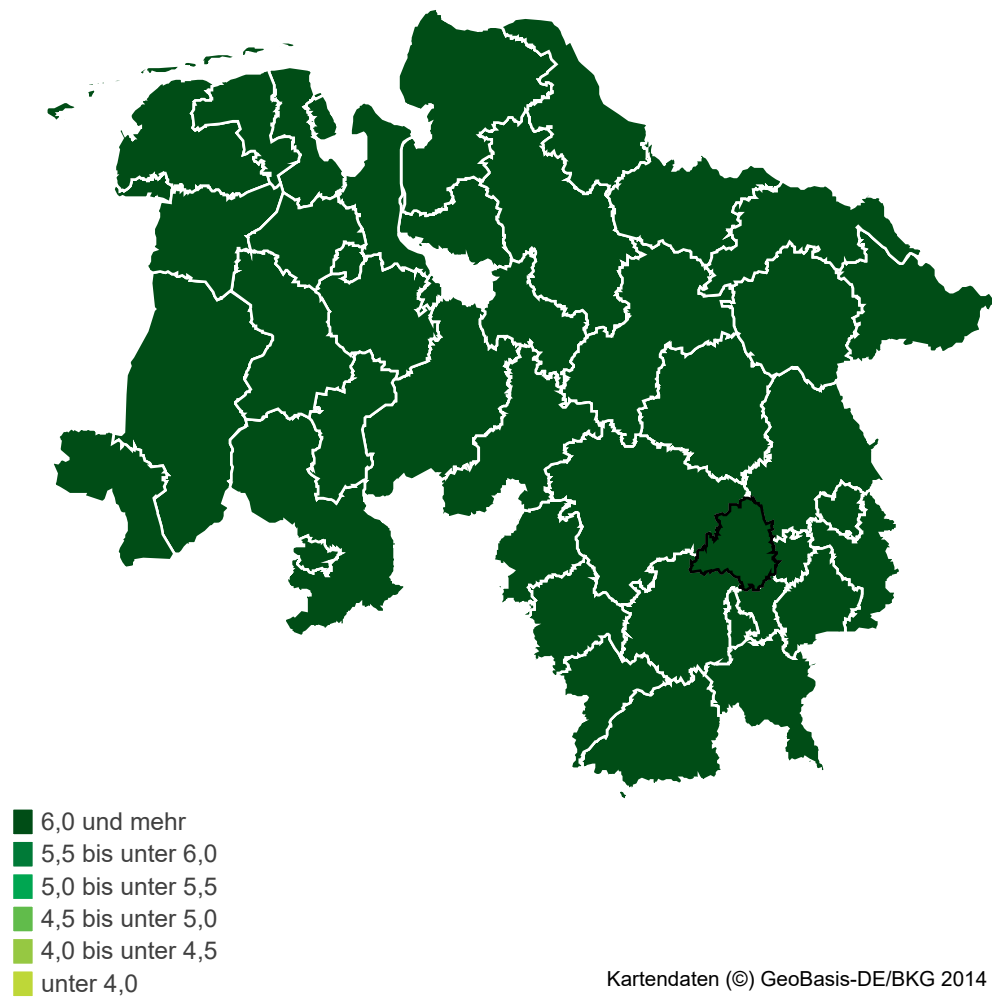 6,0 und mehr
5,5 bis unter 6,0
5,0 bis unter 5,5
4,5 bis unter 5,0
4,0 bis unter 4,5
unter 4,0
Kartendaten (©) GeoBasis-DE/BKG 2014